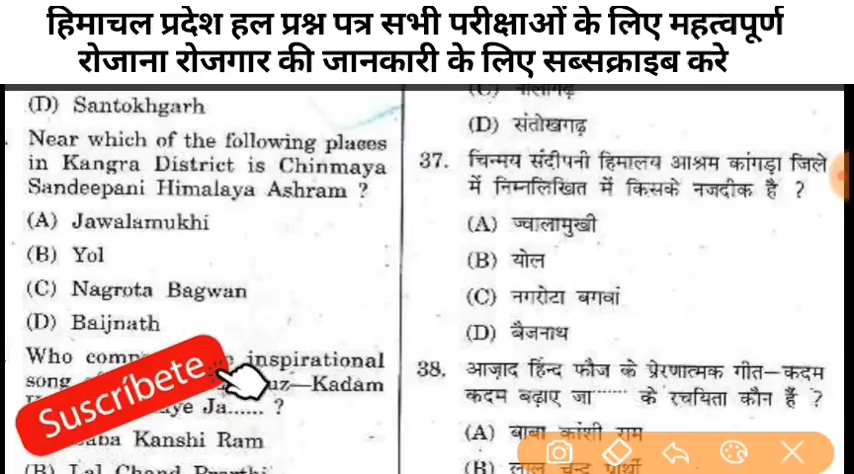 हिमाचल प्रदेश हल प्रश्न पत्र सभी परीक्षाओं के लिए महत्वपूर्ण
रोजाना रोजगार की जानकारी के लिए सब्सक्राइब करे
(D) Santokhgarh
Near which of the following places
in Kangra District is Chinmaya
Sandeepani Himalaya Ashram ?
(A) Jawalamukhi
(B) Yol
(C) Nagrota Bagwan
(D) Baijnath
Who inspirational
song —Kadam
Ja...... ?
Kanshi Ram
(B) Lal Chand
Suscríbete
(D) संतोखगढ़
37. चिन्मय संदीपनी हिमालय आश्रम कांगड़ा जिले
में निम्नलिखित में किसके नजदीक है ?
(A) ज्वालामुखी
(B) योल
(C) नगरोटा बगवां
(D) बैजनाथ
38. आज़ाद हिन्द फौज के प्रेरणात्मक गीत—कदम
कदम बढ़ाए जा...... के रचयिता कौन हैं ?
(A) बाबा कांशी राम
(B) लाल चन्द प्रार्थी